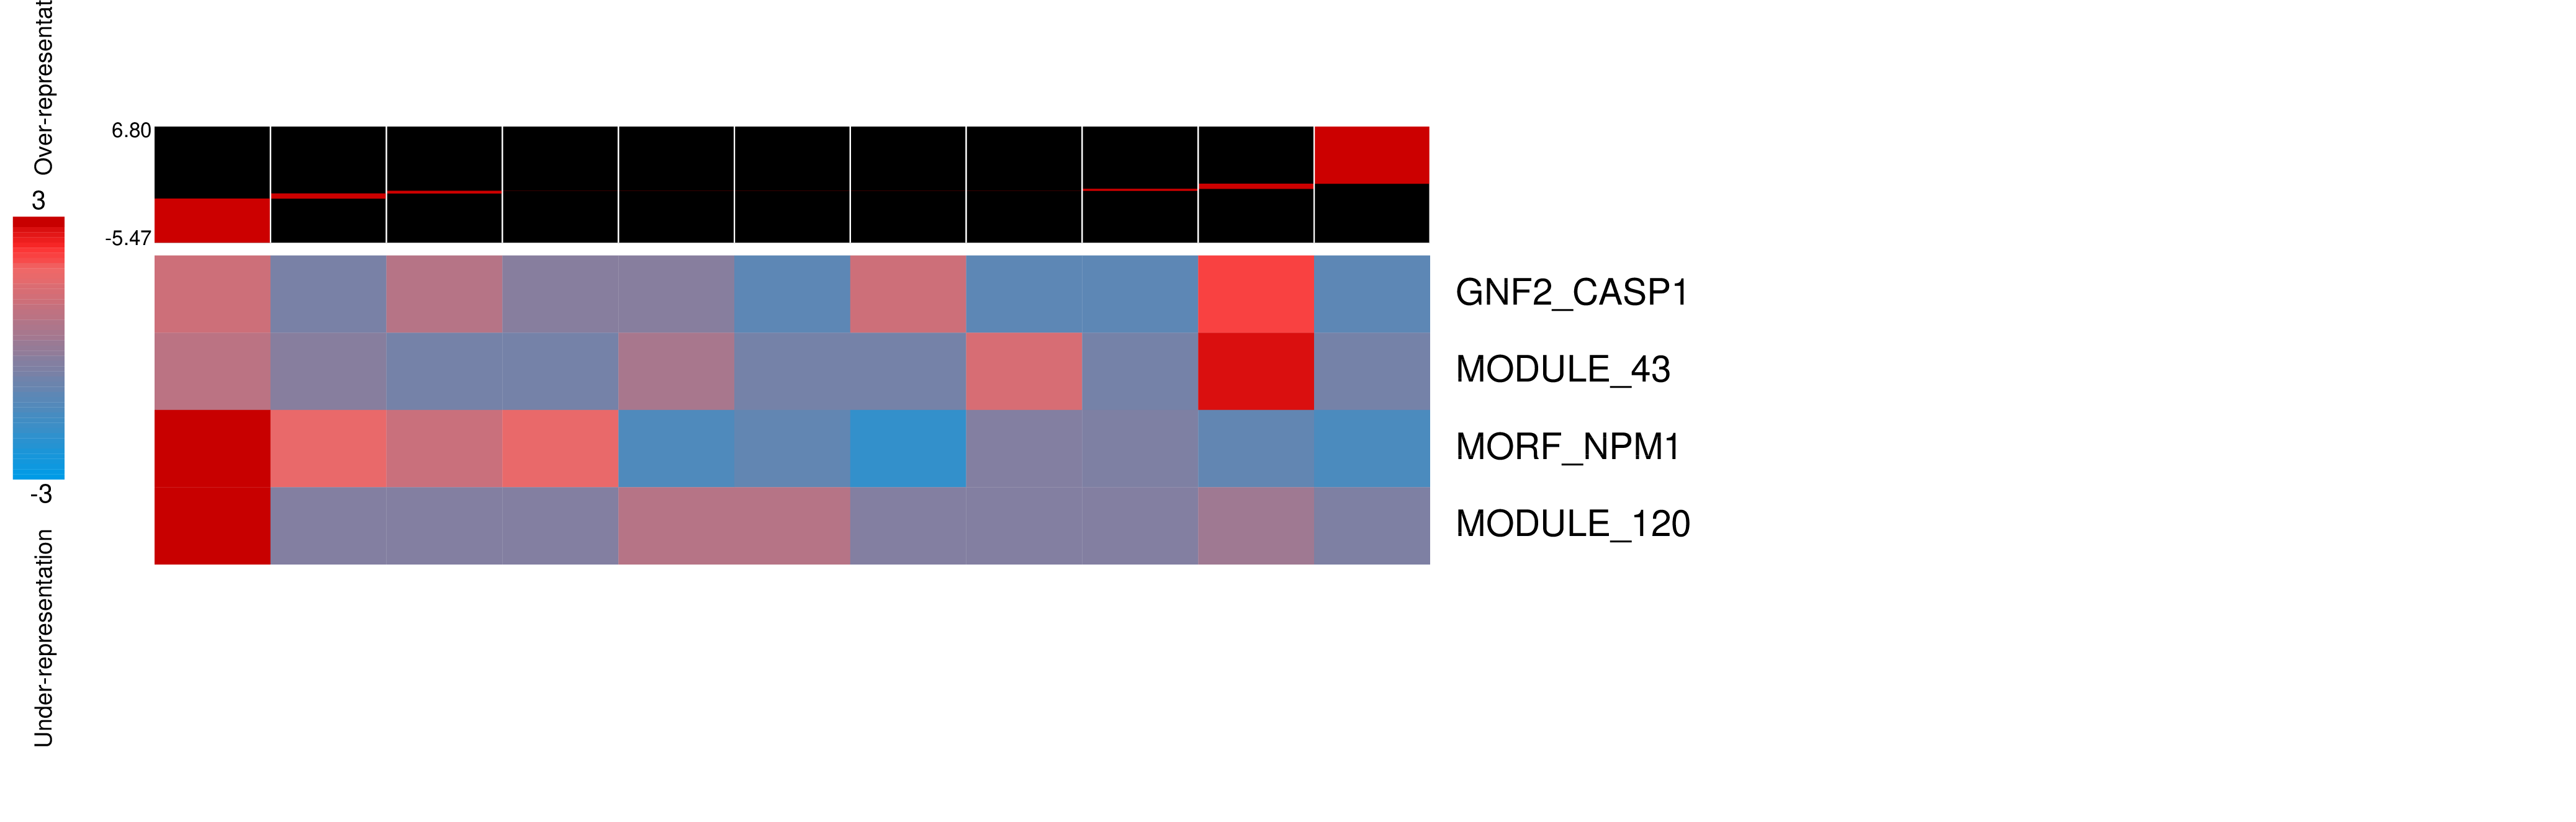 Over-representat
6.80
-5.47
3
-3
Under-representation
GNF2_CASP1
MODULE_43
MORF_NPM1
MODULE_120